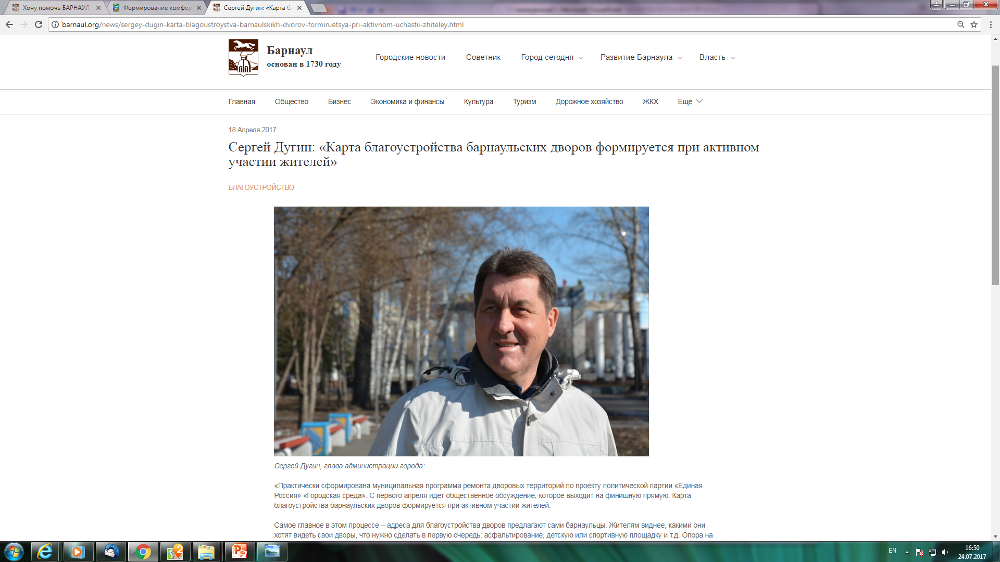 Хочу помочь БАРНАУЛ
Формирование комфор
Сергей Дугин: «Карта б
barnaul.org/news/sergey-dugin-karta-blagoustroystva-barnaulskikh-dvorov-formiruetsya-pri-aktivnom-uchastii-zhiteley.html
Барнаул
основан в 1730 году
Городские новости Советник Город сегодня Развитие Барнаула Власть
Главная Общество Бизнес Экономика и финансы Культура Туризм Дорожное хозяйство ЖКХ Ещё
18 Апреля 2017
Сергей Дугин: «Карта благоустройства барнаульских дворов формируется при активном
участии жителей»
БЛАГОУСТРОЙСТВО
Сергей Дугин, глава администрации города:
«Практически сформирована муниципальная программа ремонта дворовых территорий по проекту политической партии «Единая
Россия» «Городская среда». С первого апреля идет общественное обсуждение, которое выходит на финишную прямую. Карта
благоустройства барнаульских дворов формируется при активном участии жителей.
Самое главное в этом процессе – адреса для благоустройства дворов предлагают сами барнаульцы. Жителям виднее, какими они
хотят видеть свои дворы, что нужно сделать в первую очередь: асфальтирование, детскую или спортивную площадку и т.д. Опора на
EN
16:50
24.07.2017